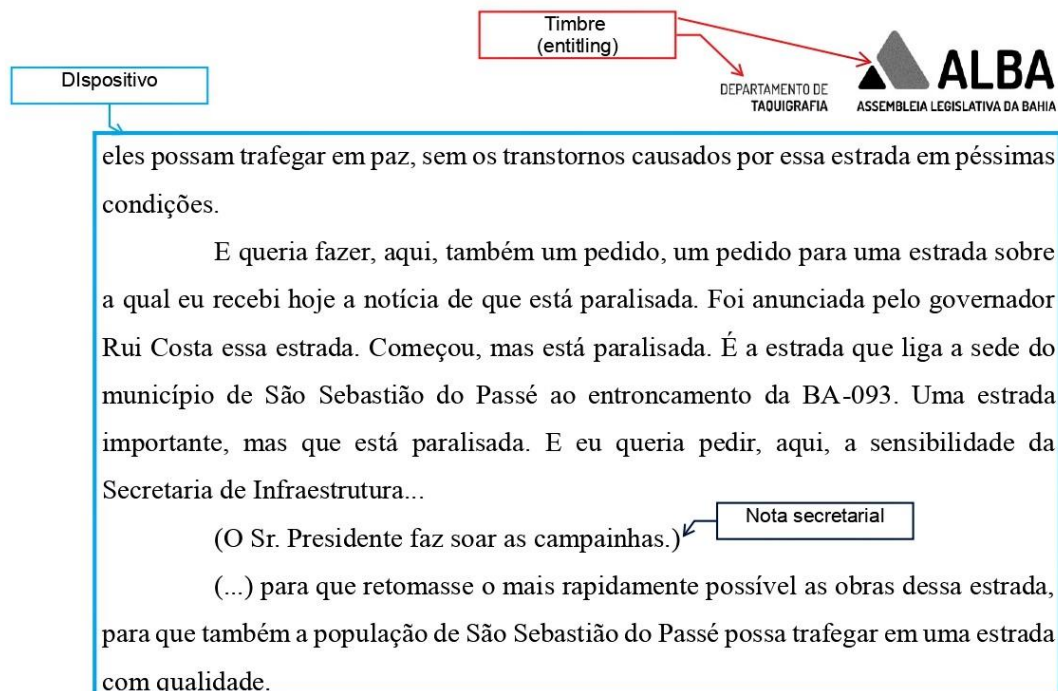 Timbre
(entitling)
DIspositivo
DEPARTAMENTO DE
TAQUIGRAFIA
ALBA
ASSEMBLEIA LEGISLATIVA DA BAHIA
eles possam trafegar em paz, sem os transtornos causados por essa estrada em péssimas
condições.
E queria fazer, aqui, também um pedido, um pedido para uma estrada sobre
a qual eu recebi hoje a notícia de que está paralisada. Foi anunciada pelo governador
Rui Costa essa estrada. Começou, mas está paralisada. É a estrada que liga a sede do
município de São Sebastião do Passé ao entroncamento da BA-093. Uma estrada
importante, mas que está paralisada. E eu queria pedir, aqui, a sensibilidade da
Secretaria de Infraestrutura...
Nota secretarial
(O Sr. Presidente faz soar as campainhas.)
(...) para que retomasse o mais rapidamente possível as obras dessa estrada,
para que também a população de São Sebastião do Passé possa trafegar em uma estrada
com qualidade.